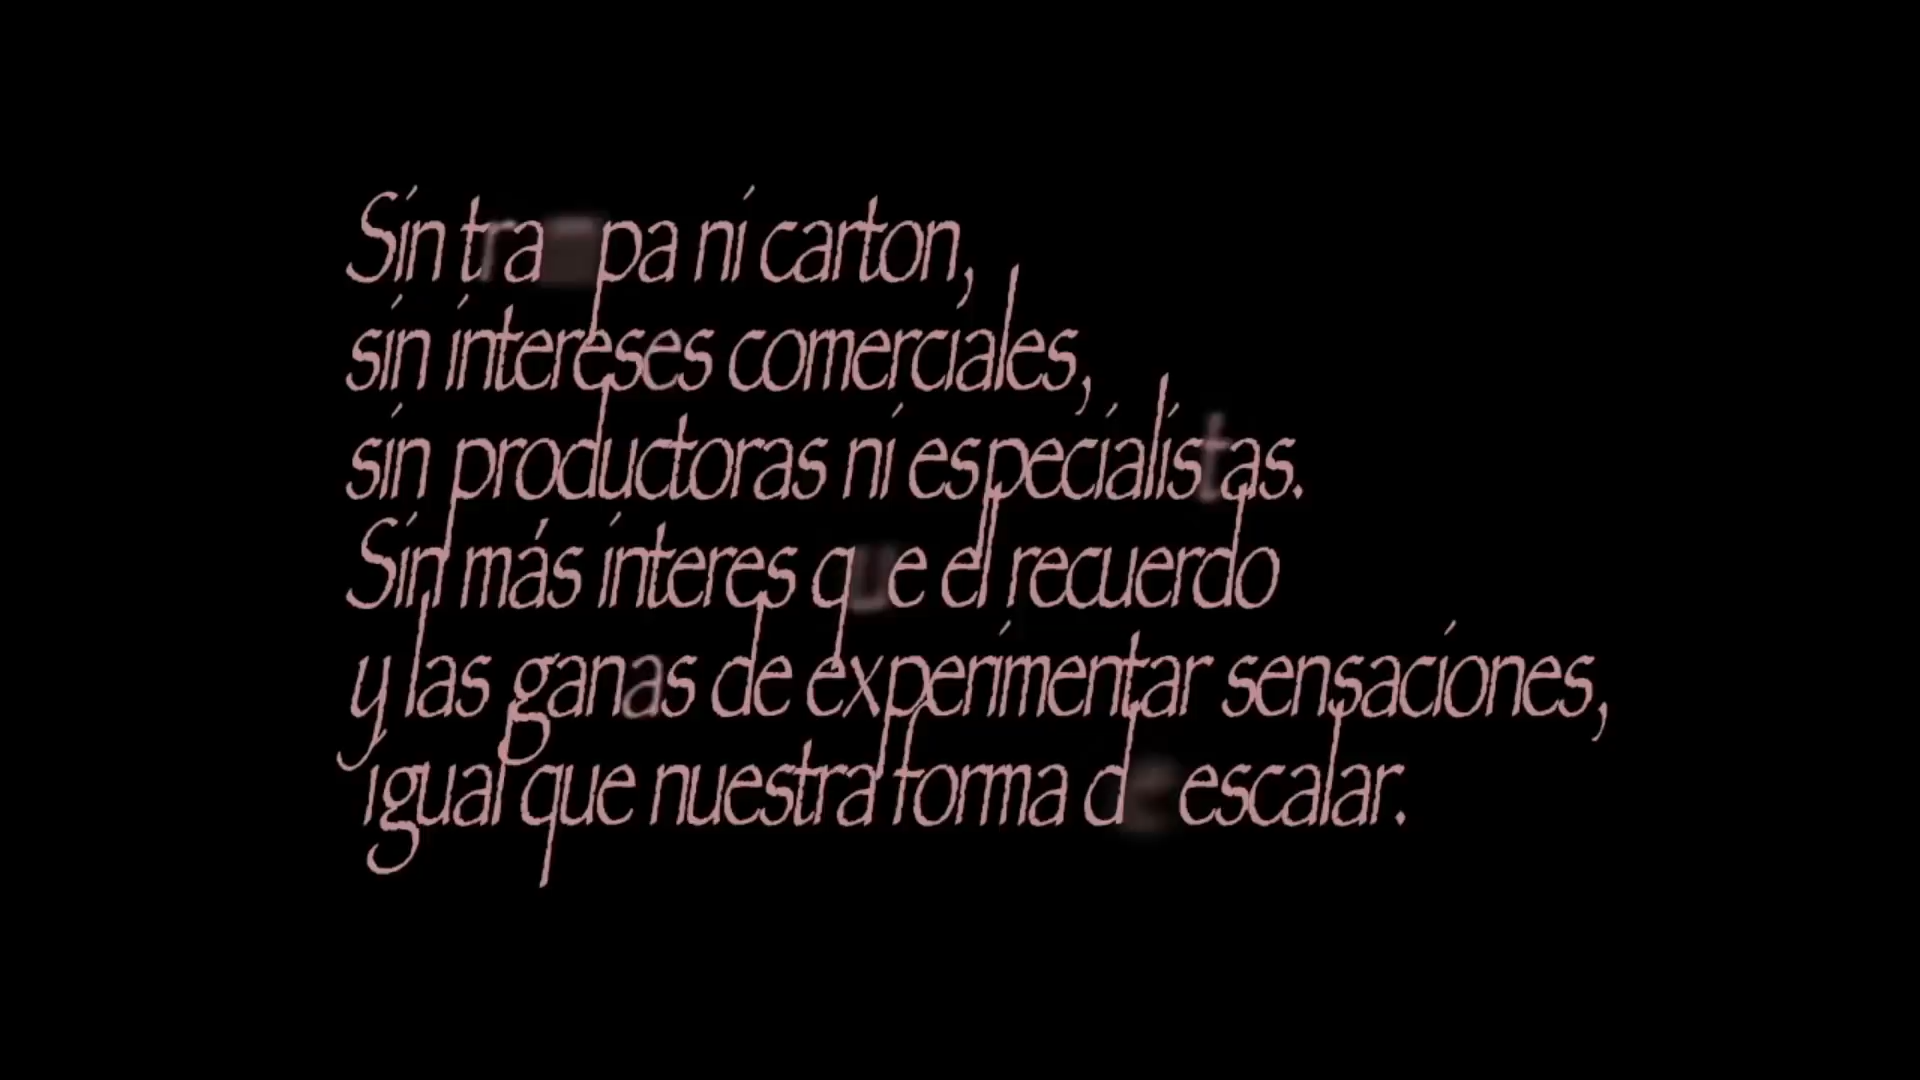 Sin trampa ni carton,
sin intereses comerciales,
sin productoras ni especialistas.
Sin más interes que el recuerdo
y las ganas de experimentar sensaciones,
igual que nuestra forma de escalar.